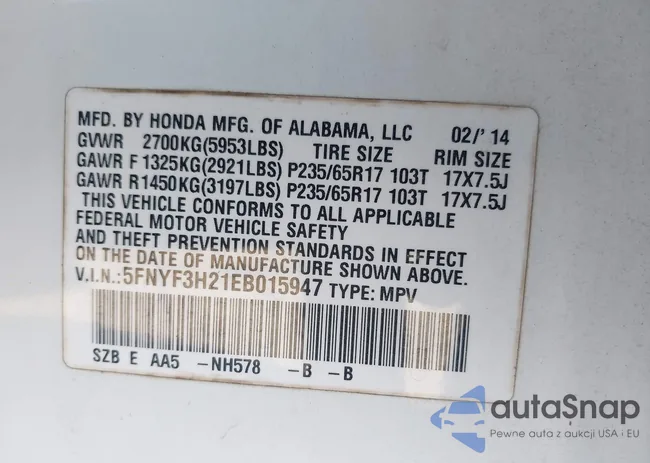 MFD. BY HONDA MFG. OF ALABAMA, LLC 02/'14
GVWR 2700KG(5953LBS) TIRE SIZE RIM SIZE
GAWR F 1325KG(2921LBS) P235/65R17 103T 17X7.5J
GAWR R1450KG(3197LBS) P235/65R17 103T 17X7.5J
THIS VEHICLE CONFORMS TO ALL APPLICABLE
FEDERAL MOTOR VEHICLE SAFETY
AND THEFT PREVENTION STANDARDS IN EFFECT
ON THE DATE OF MANUFACTURE SHOWN ABOVE.
V.I.N.:5FNYF3H21EB015947 TYPE: MPV
SZB E AA5 -NH578 -B -B
autaSnap
Pewne auta z aukcji USA i EU